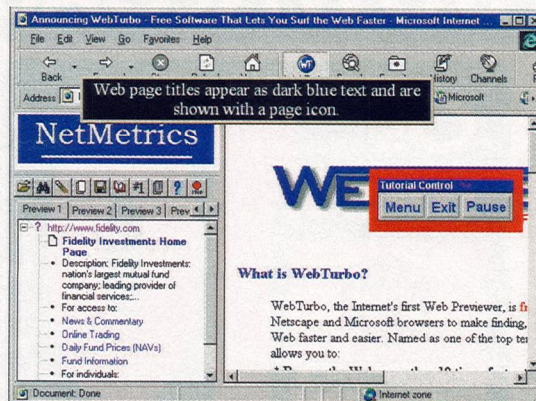 Announcing WebTurbo - Free Software That Lets You Surf the Web Faster - Microsoft Internet ...
File Edit View Go Favorites Help
Back History Channels
Address Microsoft
Web page titles appear as dark blue text and are
shown with a page icon.
NetMetrics
WT
#1
Preview 1 Preview 2 Preview 3 Prev
? http://www.fidelity.com
Fidelity Investments Home
Page
• Description: Fidelity Investments:
nation's largest mutual fund
company; leading provider of
financial services;...
• For access to:
• News & Commentary
• Online Trading
• Daily Fund Prices (NAVs)
• Fund Information
• For individuals:
WE
Tutorial Control
Menu Exit Pause
What is WebTurbo?
WebTurbo, the Internet's first Web Previewer, is
Netscape and Microsoft browsers to make finding,
Web faster and easier. Named as one of the top
allows you to:
Document: Done
Internet zone